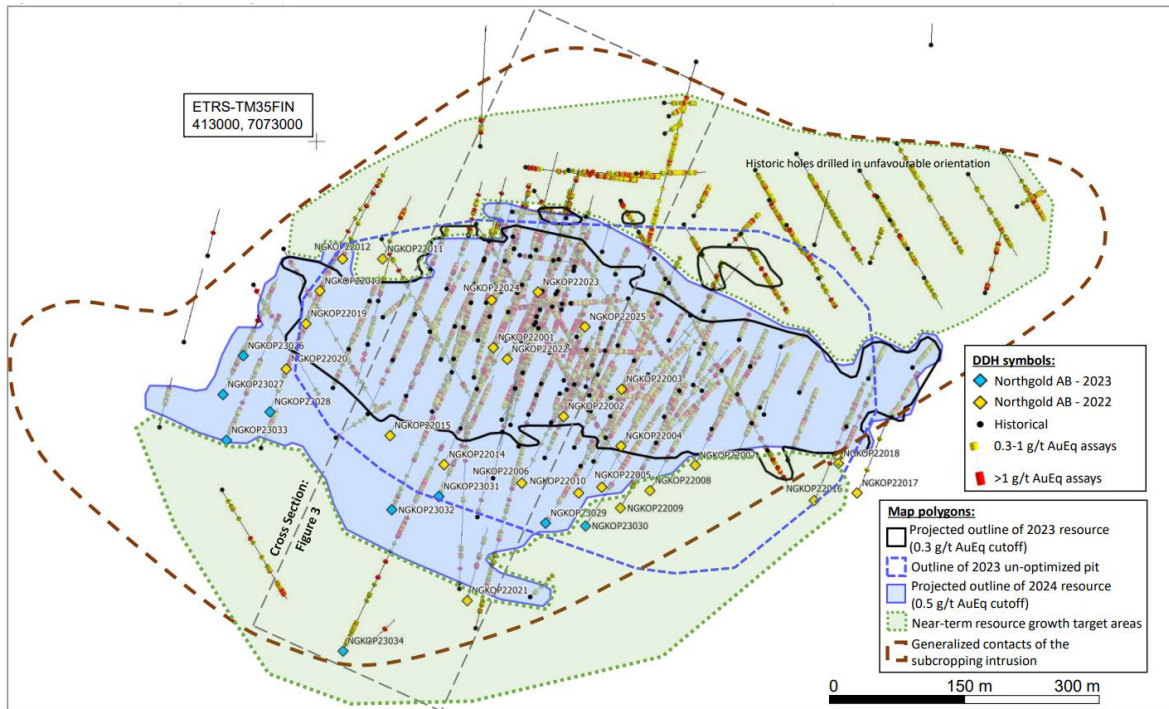 ETRS-TM35FIN
413000, 7073000
Historic holes drilled in unfavourable orientation
NGKOP22012
NGKOP22011
NGKOP22013
NGKOP22024
NGKOP22023
NGKOP22019
NGKOP22025
NGKOP22001
NGKOP23026
NGKOP22022
NGKOP22020
NGKOP23027
NGKOP22003
NGKOP23028
NGKOP22002
NGKOP23033
NGKOP22015
NGKOP22004
NGKOP22014
NGKOP22007
NGKOP22018
NGKOP22006
NGKOP23031
NGKOP22010
NGKOP22005
NGKOP22008
NGKOP22016
NGKOP22017
NGKOP23032
NGKOP23029
NGKOP22009
NGKOP23030
NGKOP22021
NGKOP23034
Cross Section:
Figure 3
DDH symbols:
Northgold AB - 2023
Northgold AB - 2022
Historical
0.3-1 g/t AuEq assays
>1 g/t AuEq assays
Map polygons:
Projected outline of 2023 resource
(0.3 g/t AuEq cutoff)
Outline of 2023 un-optimized pit
Projected outline of 2024 resource
(0.5 g/t AuEq cutoff)
Near-term resource growth target areas
Generalized contacts of the
subcropping intrusion
0 150 m 300 m